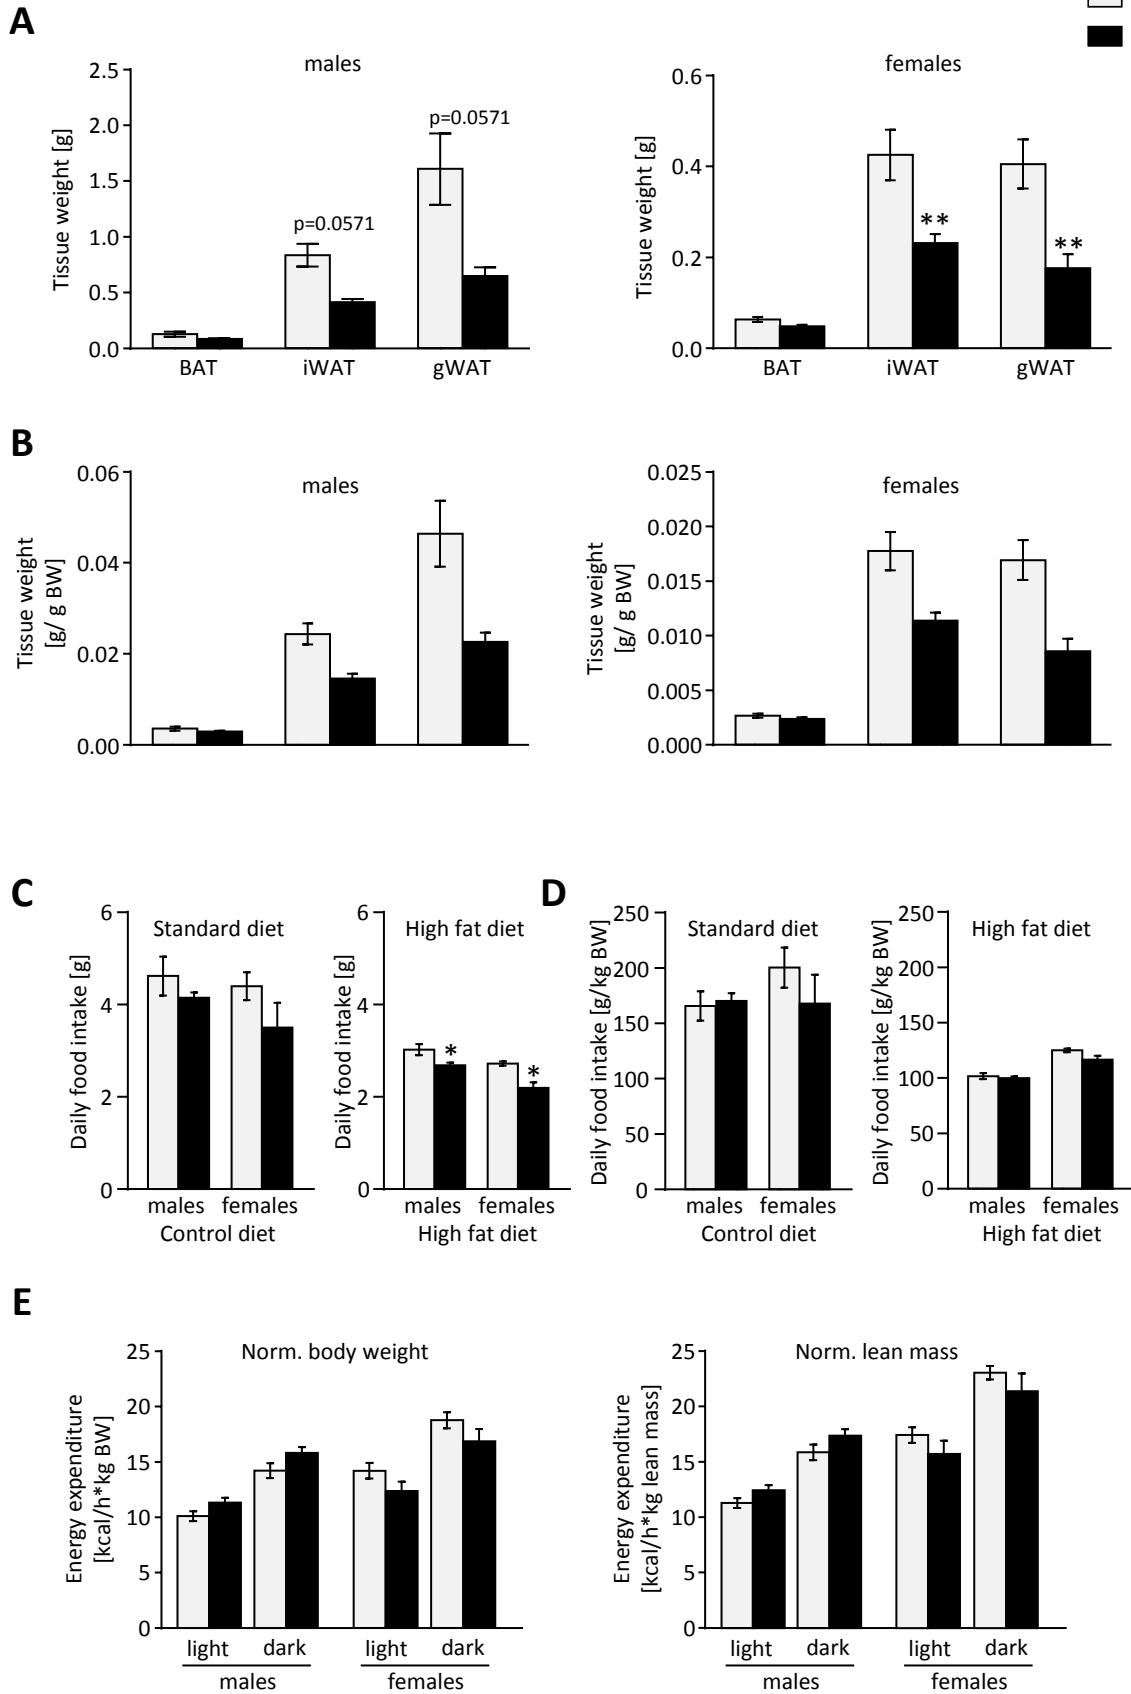 A
males
females
Tissue weight [g]
2.5
2.0
1.5
1.0
0.5
0.0
p=0.0571
p=0.0571
BAT iWAT gWAT
Tissue weight [g]
0.6
0.4
0.2
0.0
**
**
BAT iWAT gWAT
B
males
females
Tissue weight
[g/ g BW]
0.06
0.04
0.02
0.00
Tissue weight
[g/ g BW]
0.025
0.020
0.015
0.010
0.005
0.000
C
Standard diet
Daily food intake [g]
6
4
2
0
males females
Control diet
High fat diet
Daily food intake [g]
6
4
2
0
*
*
males females
High fat diet
D
Standard diet
Daily food intake [g/kg BW]
250
200
150
100
50
0
males females
Control diet
High fat diet
Daily food intake [g/kg BW]
250
200
150
100
50
0
males females
High fat diet
E
Norm. body weight
Energy expenditure
[kcal/h*kg BW]
25
20
15
10
5
0
light dark light dark
males females
Norm. lean mass
Energy expenditure
[kcal/h*kg lean mass]
25
20
15
10
5
0
light dark light dark
males females